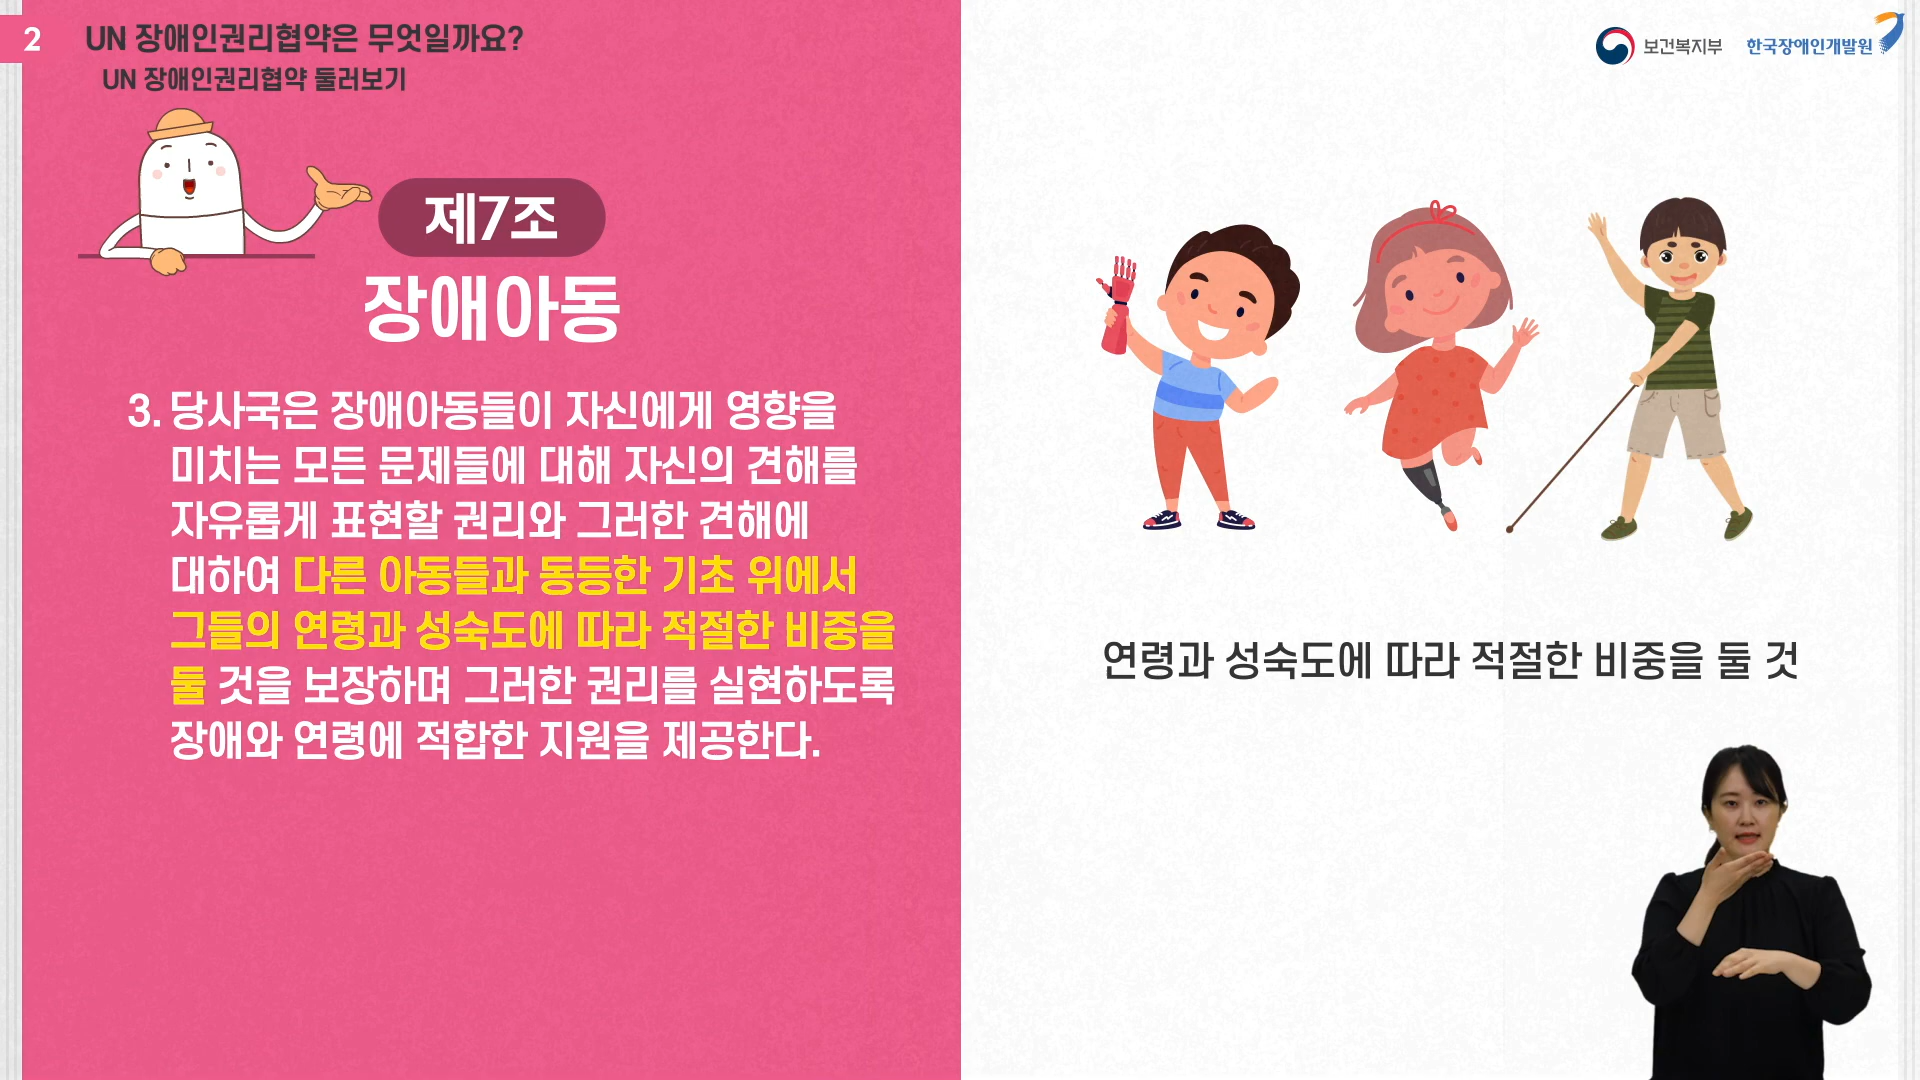 2
UN 장애인권리협약은 무엇일까요?
UN 장애인권리협약 둘러보기
보건복지부
한국장애인개발원
제7조
장애아동
3. 당사국은 장애아동들이 자신에게 영향을
미치는 모든 문제들에 대해 자신의 견해를
자유롭게 표현할 권리와 그러한 견해에
대하여 다른 아동들과 동등한 기초 위에서
그들의 연령과 성숙도에 따라 적절한 비중을
둘 것을 보장하며 그러한 권리를 실현하도록
장애와 연령에 적합한 지원을 제공한다.
연령과 성숙도에 따라 적절한 비중을 둘 것